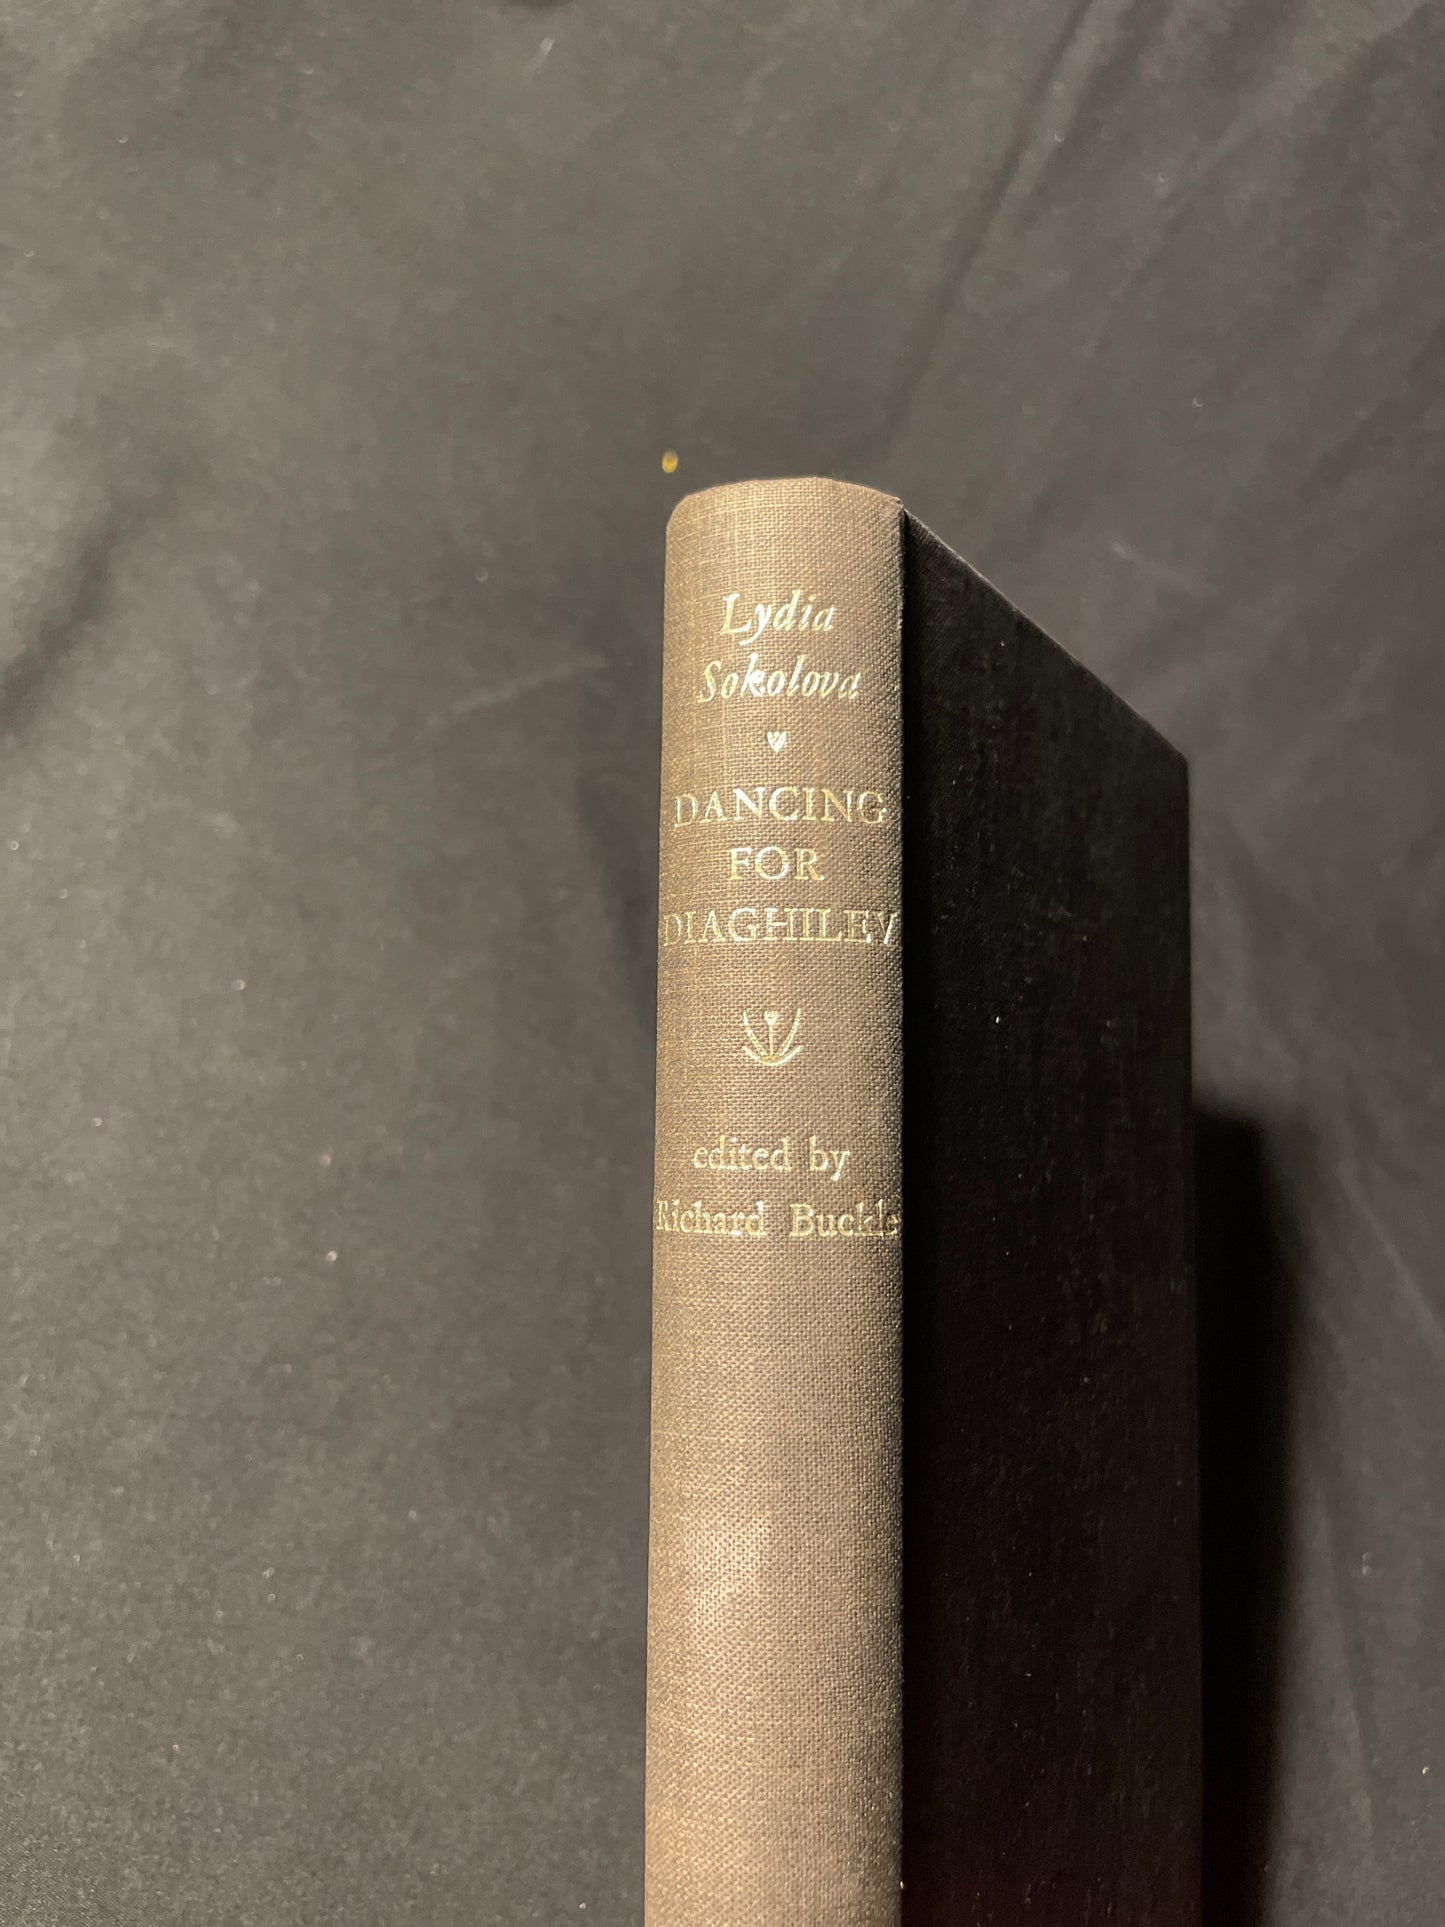 Lydia
Sokolova
DANCING
FOR
DIAGHILEV
edited by
Richard Buckle